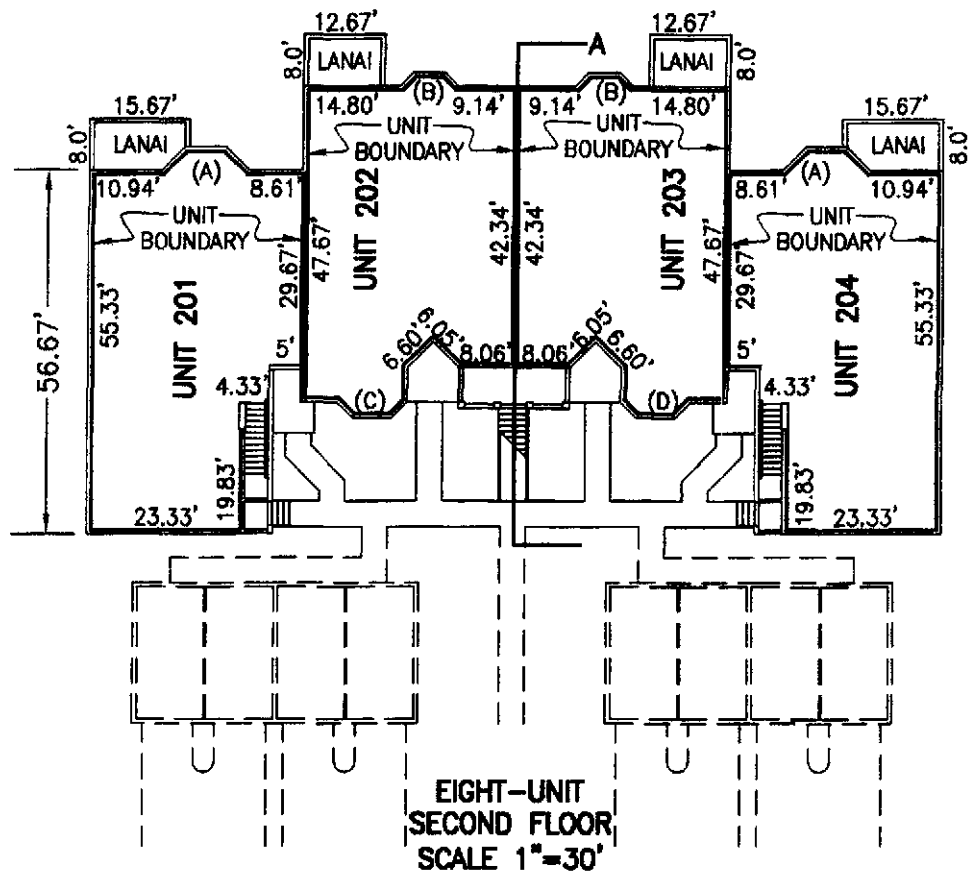 12.67' A 12.67'
8.0' LANAI LANAI 8.0'
15.67' 14.80' (B) 9.14' 9.14' (B) 14.80' 15.67'
8.0' LANAI UNIT BOUNDARY UNIT BOUNDARY LANAI 8.0'
(A) (A)
10.94' 8.61' 8.61' 10.94'
UNIT BOUNDARY UNIT BOUNDARY
56.67' 55.33' UNIT 201 29.67' 47.67' UNIT 202 42.34' 42.34' UNIT 203 47.67' 29.67' UNIT 204 55.33'
5' 6.60' 6.05' 8.06' 8.06' 6.05' 6.60' 5'
4.33' (C) (D) 4.33'
19.83' 19.83'
23.33' 23.33'
EIGHT-UNIT
SECOND FLOOR
SCALE 1"=30'